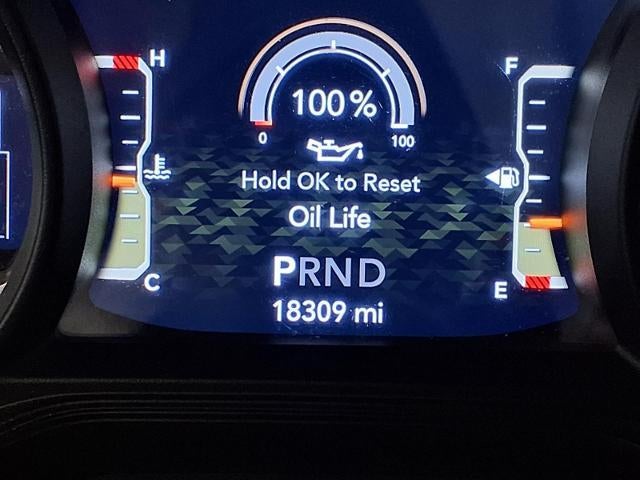 H
F
100%
0
100
Hold OK to Reset
Oil Life
C
E
PRND
18309 mi